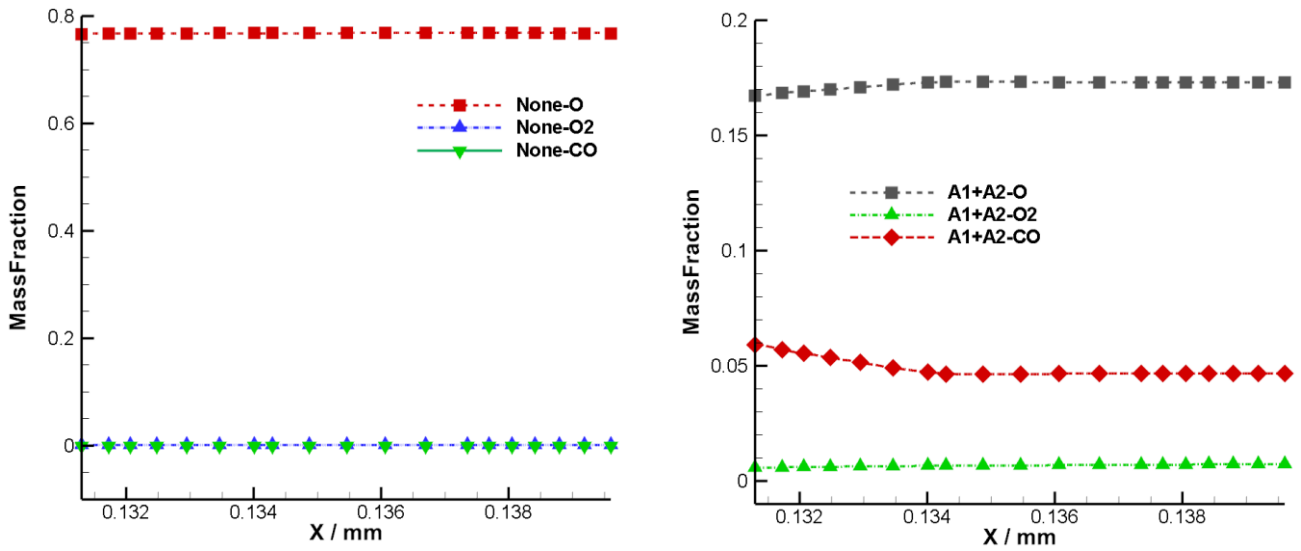 0.8
0.6
0.4
0.2
0
MassFraction
None-O
None-O2
None-CO
0.132
0.134
0.136
0.138
X / mm
0.2
0.15
0.1
0.05
0
MassFraction
A1+A2-O
A1+A2-O2
A1+A2-CO
0.132
0.134
0.136
0.138
X / mm